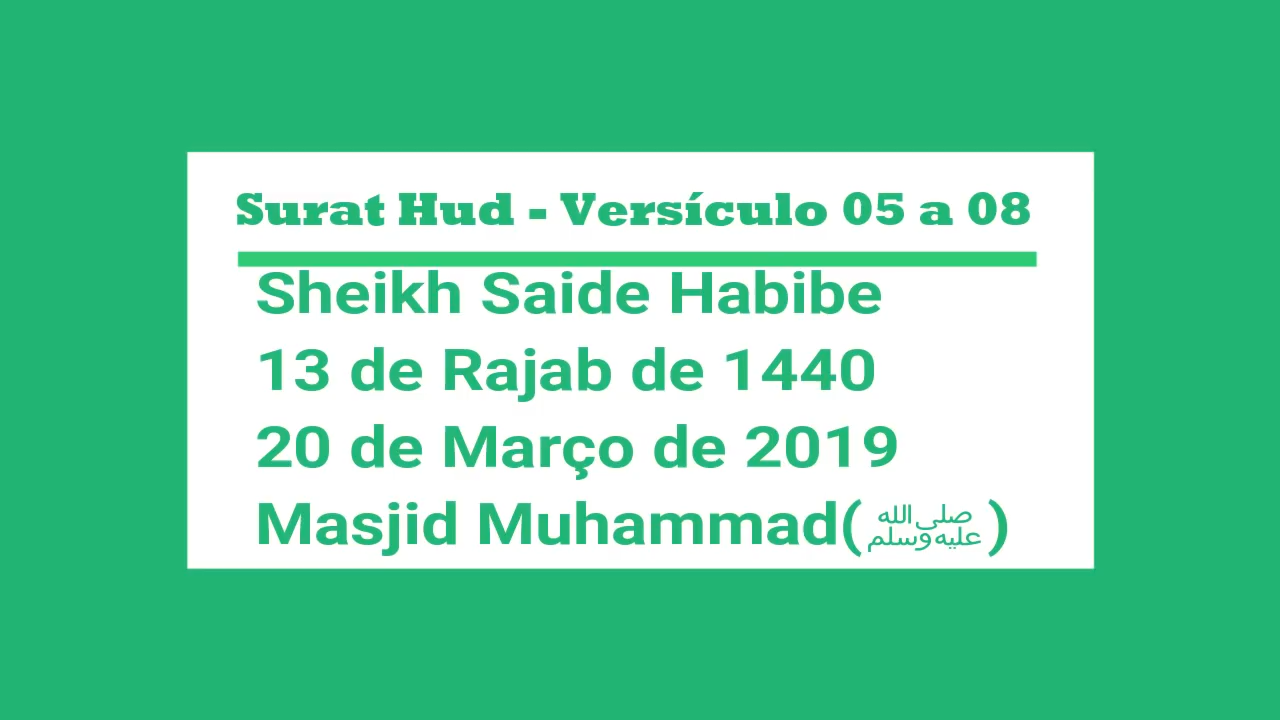 Surat Hud - Versículo 05 a 08
Sheikh Saide Habibe
13 de Rajab de 1440
20 de Março de 2019
Masjid Muhammad(صلى الله عليه وسلم)